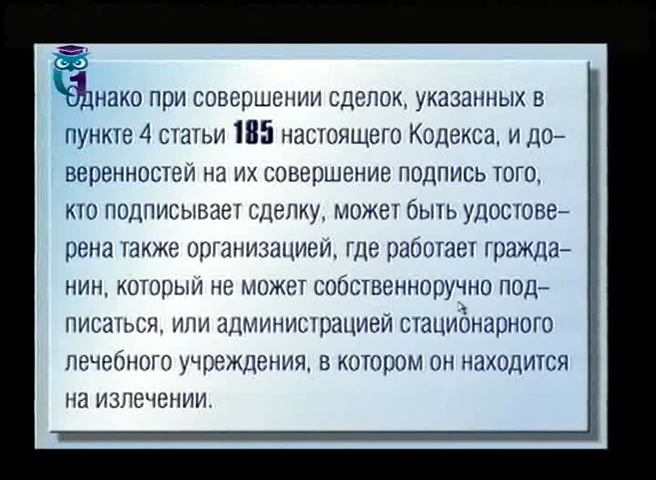 Однако при совершении сделок, указанных в
пункте 4 статьи 185 настоящего Кодекса, и до–
веренностей на их совершение подпись того,
кто подписывает сделку, может быть удостове–
рена также организацией, где работает гражда–
нин, который не может собственноручно под–
писаться, или администрацией стационарного
лечебного учреждения, в котором он находится
на излечении.